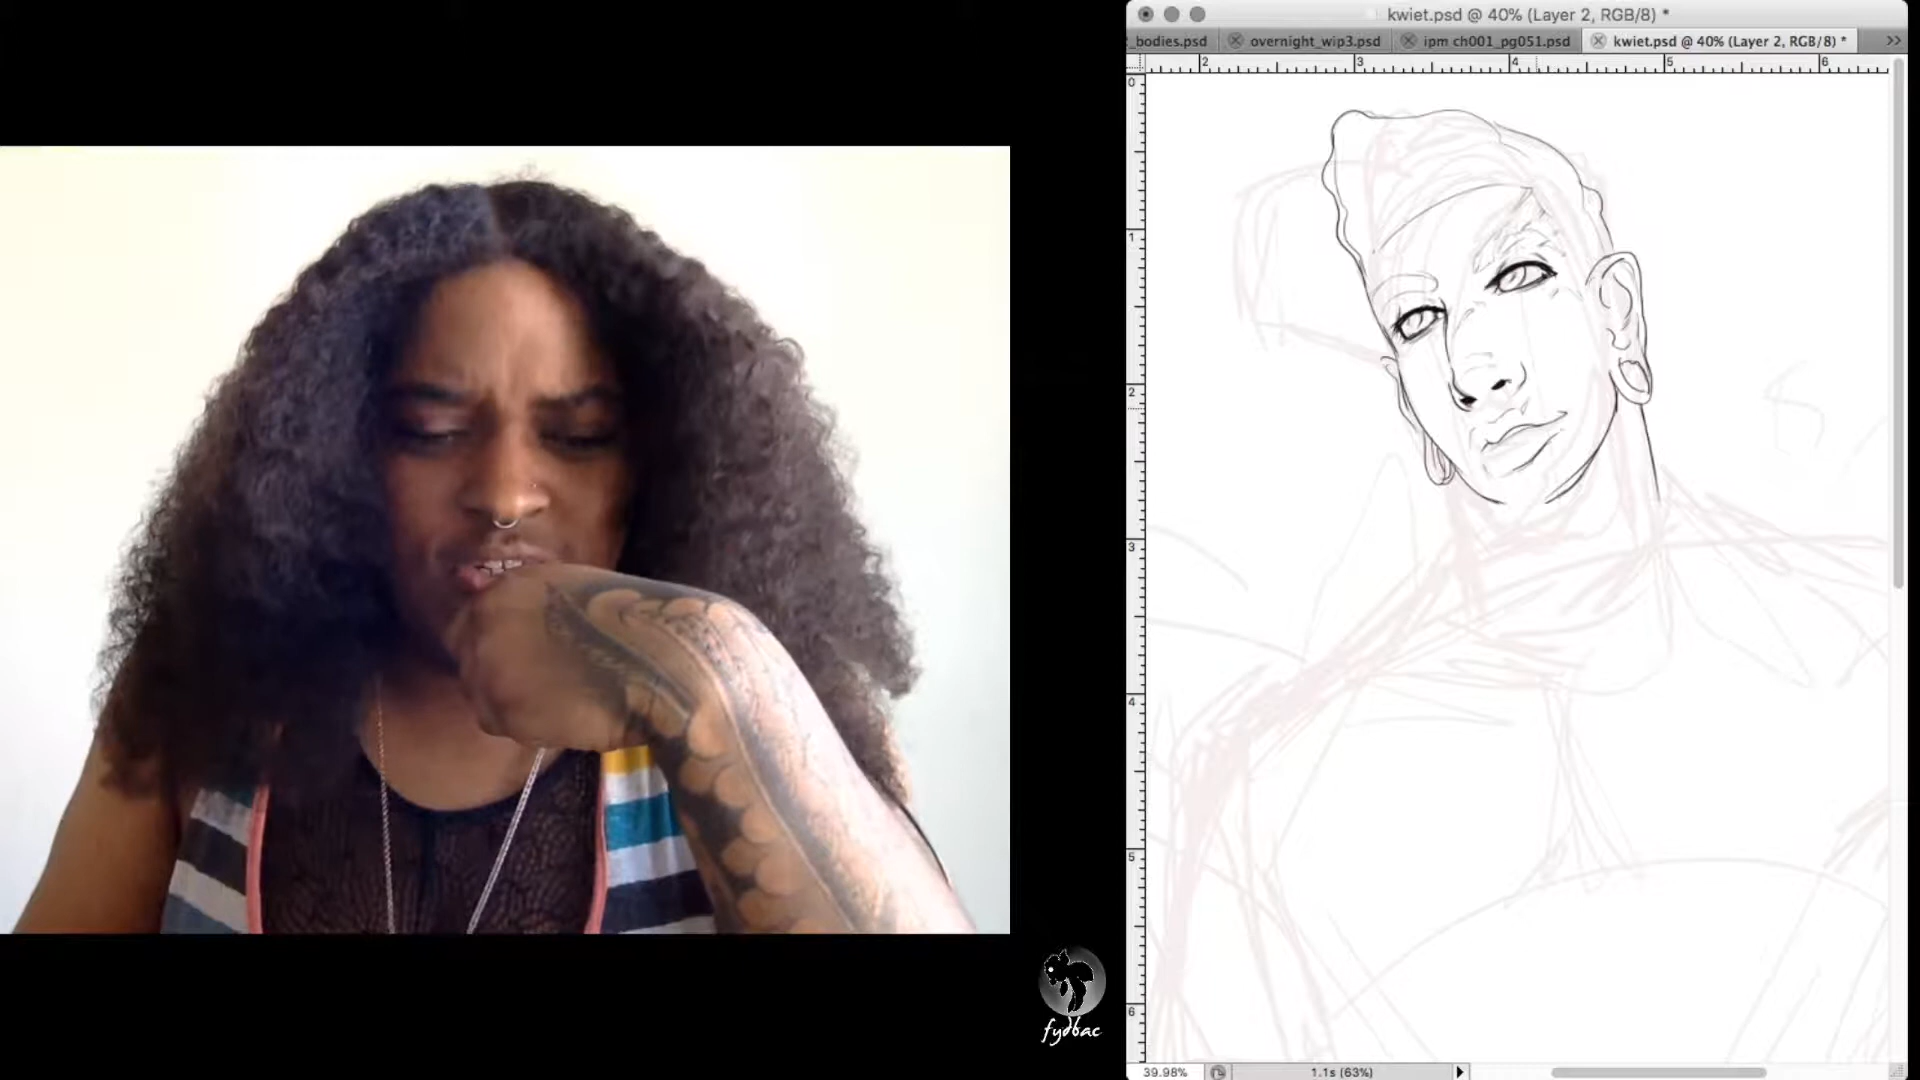 kwiet.psd @ 40% (Layer 2, RGB/8) *
_bodies.psd
overnight_wip3.psd
ipm ch001_pg051.psd
kwiet.psd @ 40% (Layer 2, RGB/8) *
>>
2 3 4 5 6
0
1
2
3
4
5
6
fydbac
39.98%
1.1s (63%)